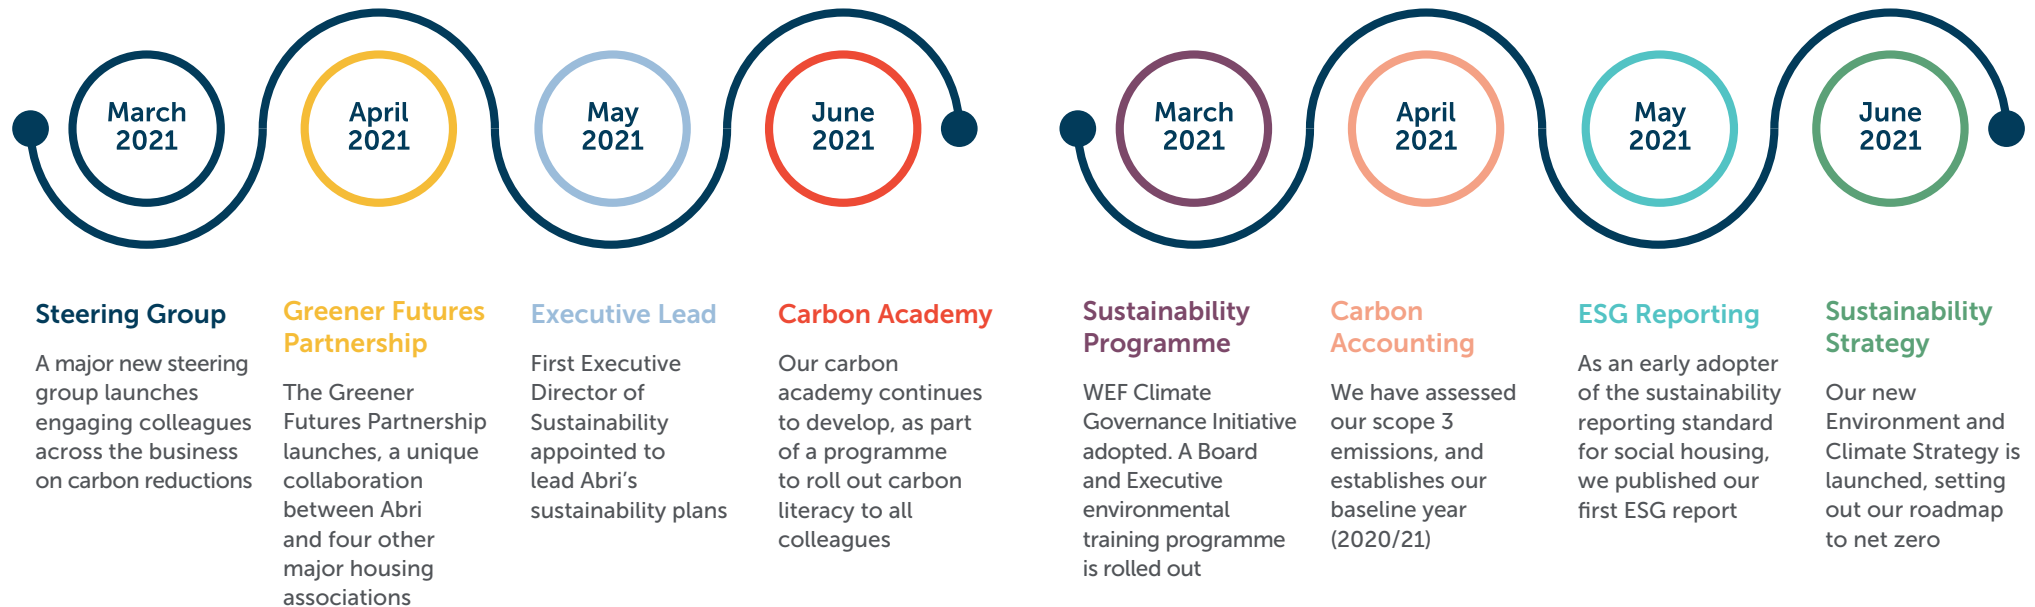 March
2021
April
2021
May
2021
June
2021
March
2021
April
2021
May
2021
June
2021
Steering Group
A major new steering
group launches
engaging colleagues
across the business
on carbon reductions
Greener Futures
Partnership
The Greener
Futures Partnership
launches, a unique
collaboration
between Abri
and four other
major housing
associations
Executive Lead
First Executive
Director of
Sustainability
appointed to
lead Abri’s
sustainability plans
Carbon Academy
Our carbon
academy continues
to develop, as part
of a programme
to roll out carbon
literacy to all
colleagues
Sustainability
Programme
WEF Climate
Governance Initiative
adopted. A Board
and Executive
environmental
training programme
is rolled out
Carbon
Accounting
We have assessed
our scope 3
emissions, and
establishes our
baseline year
(2020/21)
ESG Reporting
As an early adopter
of the sustainability
reporting standard
for social housing,
we published our
first ESG report
Sustainability
Strategy
Our new
Environment and
Climate Strategy is
launched, setting
out our roadmap
to net zero